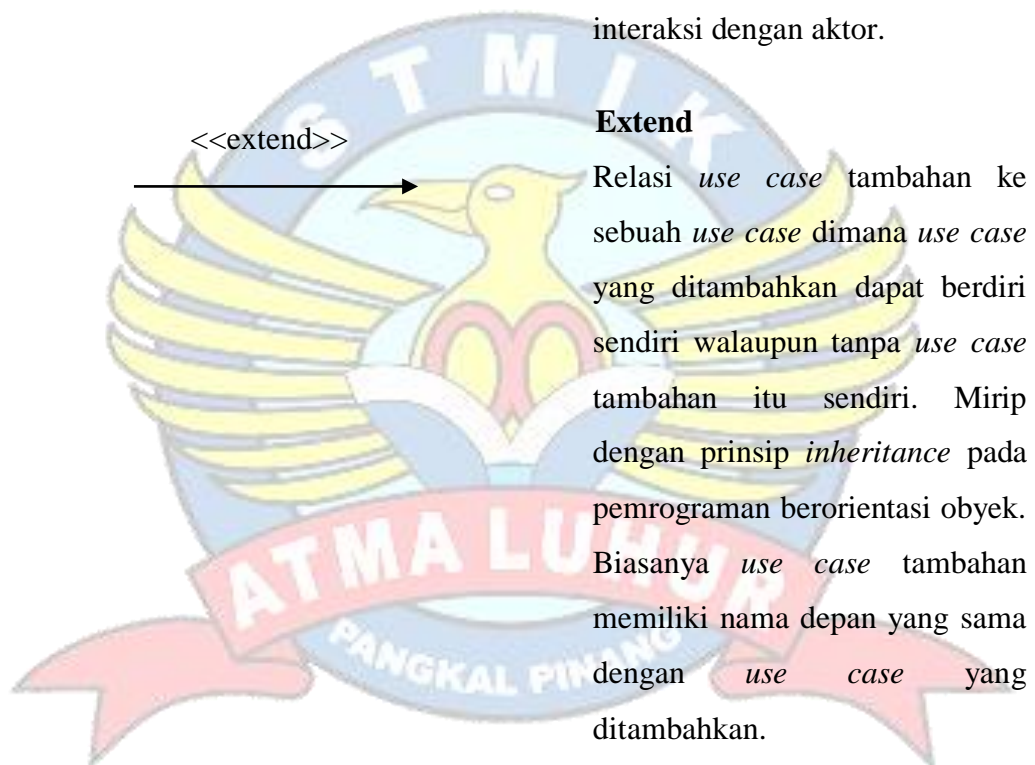 interaksi dengan aktor.
<<extend>>
Extend
Relasi use case tambahan ke
sebuah use case dimana use case
yang ditambahkan dapat berdiri
sendiri walaupun tanpa use case
tambahan itu sendiri. Mirip
dengan prinsip inheritance pada
pemrograman berorientasi obyek.
Biasanya use case tambahan
memiliki nama depan yang sama
dengan use case yang
ditambahkan.
STMIK
ATMA LUHUR
PANGKAL PINANG